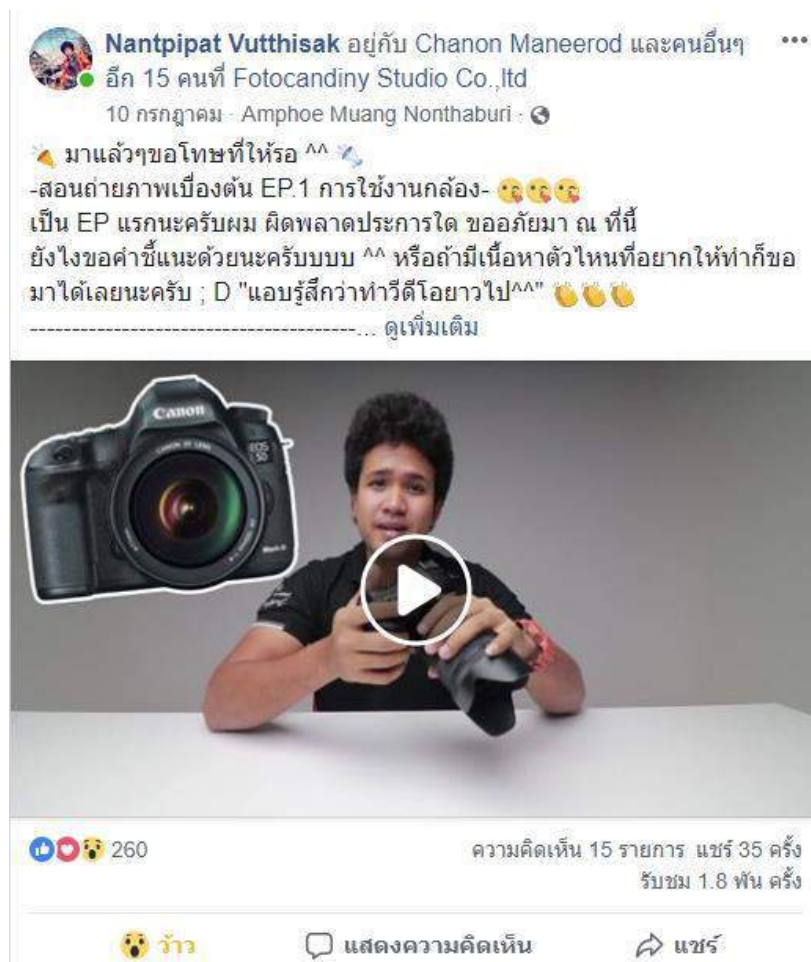 Nantpipat Vutthisak อยู่กับ Chanon Maneerod และคนอื่นๆ
อีก 15 คนที่ Fotocandiny Studio Co.,ltd
10 กรกฎาคม · Amphoe Muang Nonthaburi ·
มาแล้วๆขอโทษที่ให้รอ ^^
-สอนถ่ายภาพเบื่องต้น EP.1 การใช้งานกล้อง-
เป็น EP แรกนะครับผม ผิดพลาดประการใด ขออภัยมา ณ ที่นี้
ยังไงขอคำชี้แนะด้วยนะครับบบบ ^^ หรือถ้ามีเนื้อหาตัวไหนที่อยากให้ทำก็ขอ
มาได้เลยนะครับ ; D "แอบรู้สึกว่าทำวีดีโอยาวไป^^"
---------------------------------------... ดูเพิ่มเติม
Canon
CANON EF LENS
EOS
5D
Mark II
260
ความคิดเห็น 15 รายการ แชร์ 35 ครั้ง
รับชม 1.8 พัน ครั้ง
ว้าว แสดงความคิดเห็น แชร์